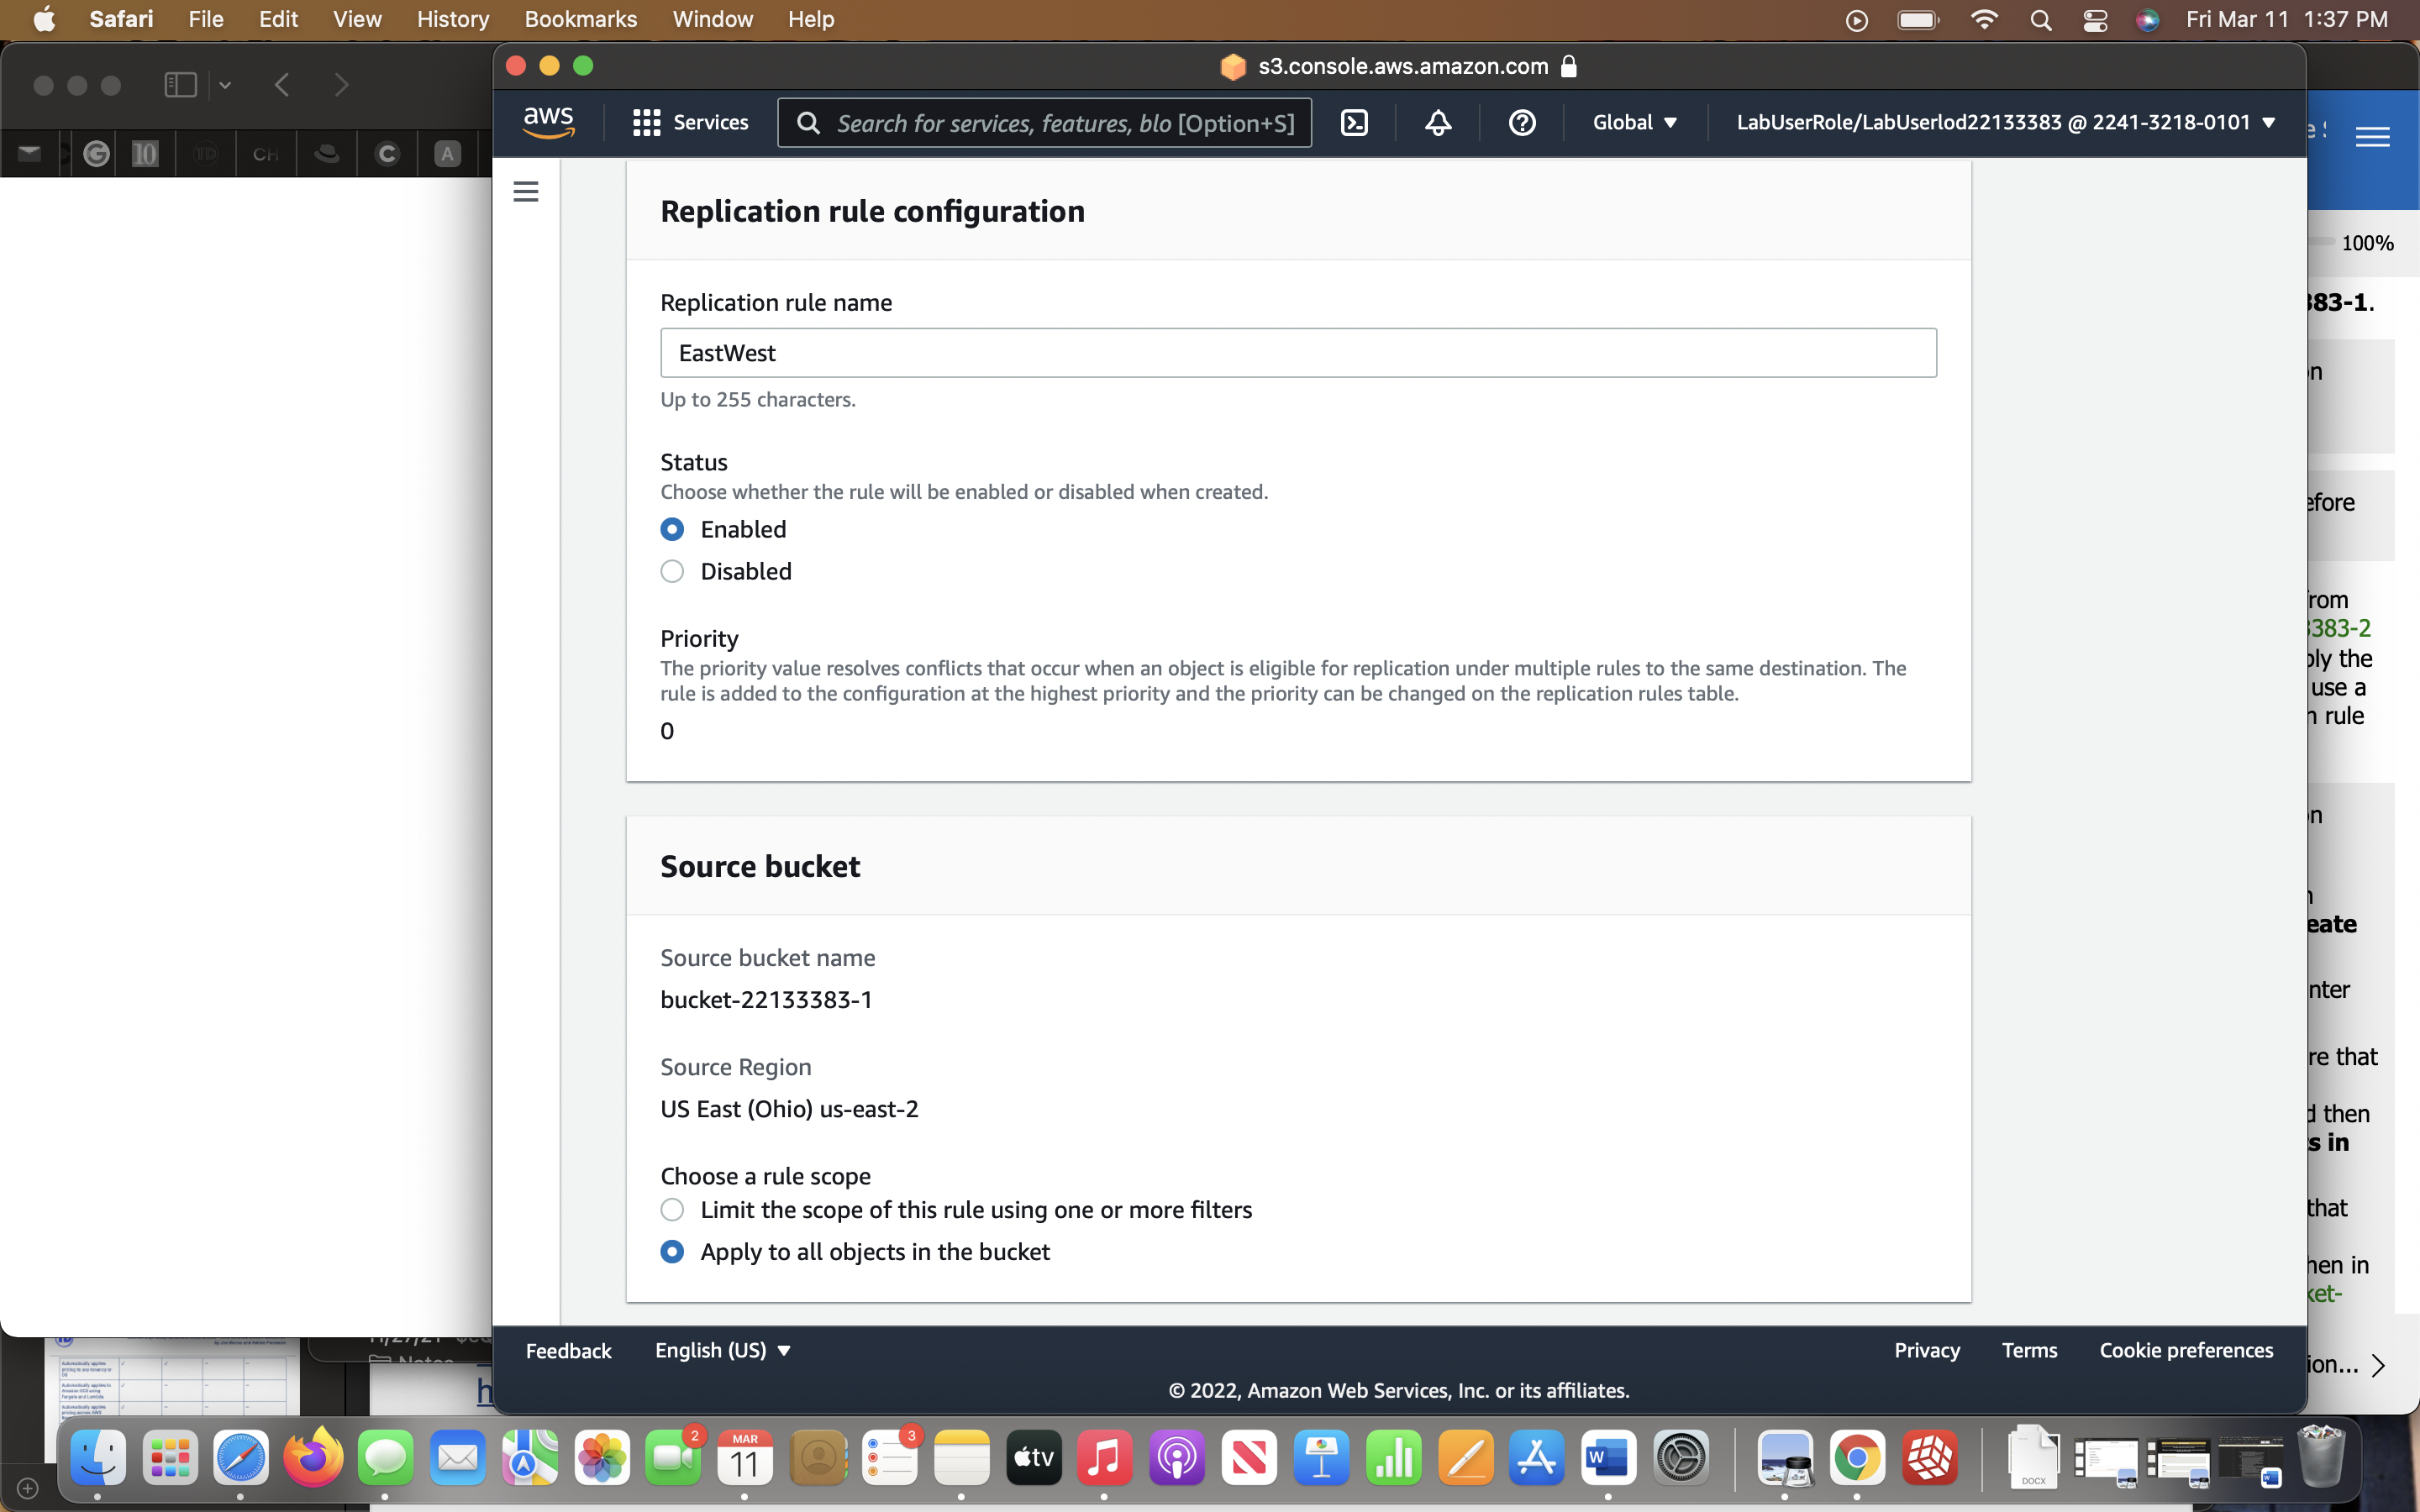 Safari File Edit View History Bookmarks Window Help Fri Mar 11 1:37 PM
s3.console.aws.amazon.com
aws Services Search for services, features, blo [Option+S] Global LabUserRole/LabUserlod22133383 @ 2241-3218-0101
G 10 TD CH C A
100%
Replication rule configuration
Replication rule name
EastWest
Up to 255 characters.
Status
Choose whether the rule will be enabled or disabled when created.
Enabled
Disabled
Priority
The priority value resolves conflicts that occur when an object is eligible for replication under multiple rules to the same destination. The
rule is added to the configuration at the highest priority and the priority can be changed on the replication rules table.
0
Source bucket
Source bucket name
bucket-22133383-1
Source Region
US East (Ohio) us-east-2
Choose a rule scope
Limit the scope of this rule using one or more filters
Apply to all objects in the bucket
383-1.
efore
rom
3383-2
ply the
use a
n rule
eate
nter
re that
d then
s in
that
hen in
ket-
ion...
Feedback English (US) Privacy Terms Cookie preferences
© 2022, Amazon Web Services, Inc. or its affiliates.
2
MAR
11
3
tv
W
DOCX